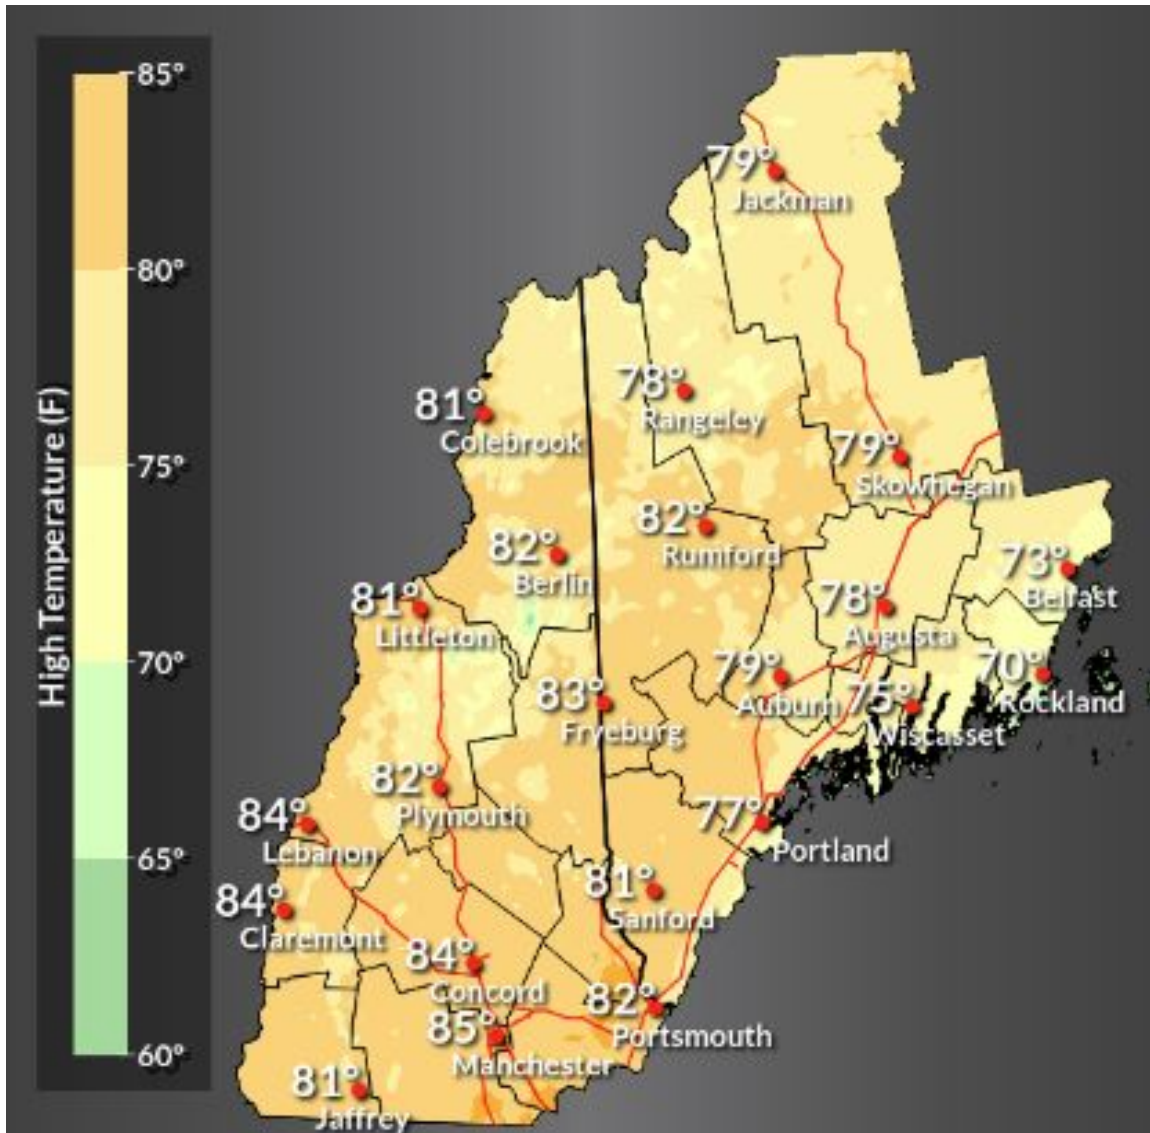 85°
80°
75°
70°
65°
60°
High Temperature (F)
79°
Jackman
78°
Rangeley
81°
Colebrook
79°
Skowhegan
82°
Rumford
82°
Berlin
73°
Belfast
81°
Littleton
78°
Augusta
79°
Auburn
70°
Rockland
83°
Fryeburg
75°
Wiscasset
82°
Plymouth
84°
Lebanon
77°
Portland
81°
Sanford
84°
Claremont
84°
Concord
82°
Portsmouth
85°
Manchester
81°
Jaffrey